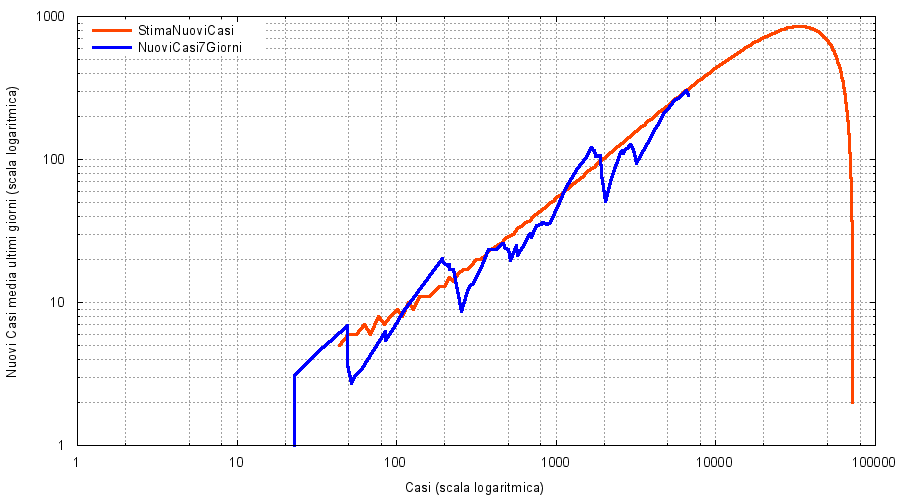 1000
StimaNuoviCasi
NuoviCasi7Giorni
100
10
1
Nuovi Casi media ultimi giorni (scala logaritmica)
1 10 100 1000 10000 100000
Casi (scala logaritmica)